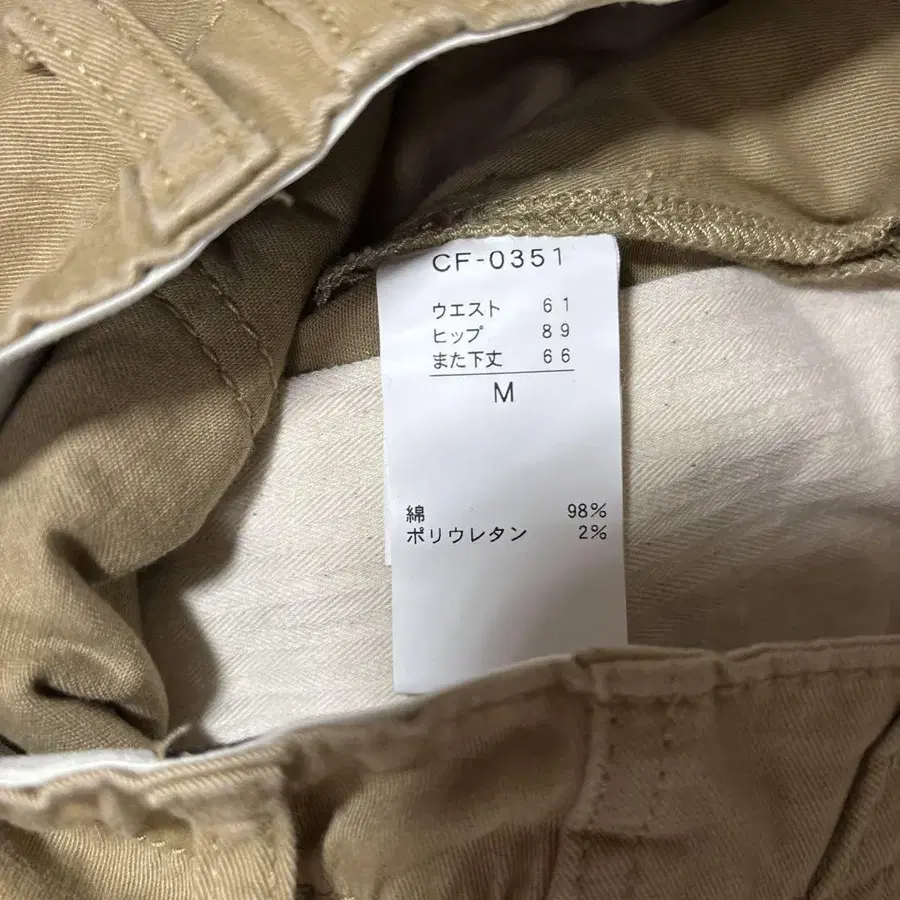 CF-0351
ウエスト 61
ヒップ 89
また下丈 66
M
綿 98%
ポリウレタン 2%